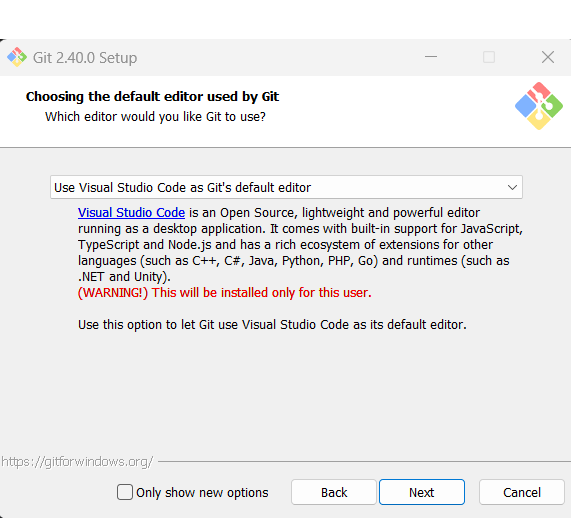 Git 2.40.0 Setup
Choosing the default editor used by Git
Which editor would you like Git to use?
Use Visual Studio Code as Git's default editor
Visual Studio Code is an Open Source, lightweight and powerful editor
running as a desktop application. It comes with built-in support for JavaScript,
TypeScript and Node.js and has a rich ecosystem of extensions for other
languages (such as C++, C#, Java, Python, PHP, Go) and runtimes (such as
.NET and Unity).
(WARNING!) This will be installed only for this user.
Use this option to let Git use Visual Studio Code as its default editor.
https://gitforwindows.org/
Only show new options Back Next Cancel